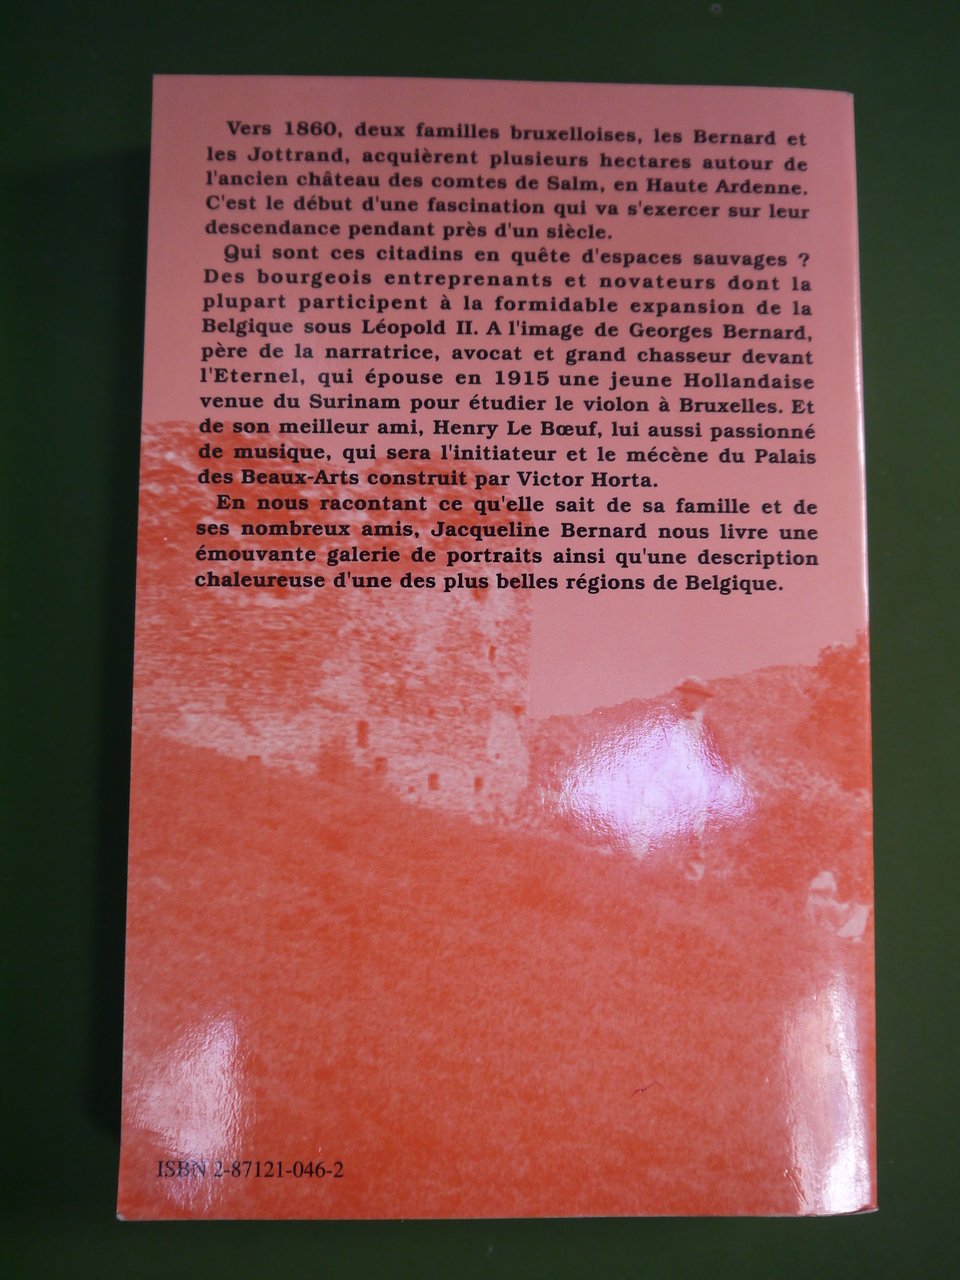 Vers 1860, deux familles bruxelloises, les Bernard et
les Jottrand, acquièrent plusieurs hectares autour de
l'ancien château des comtes de Salm, en Haute Ardenne.
C'est le début d'une fascination qui va s'exercer sur leur
descendance pendant près d'un siècle.
Qui sont ces citadins en quête d'espaces sauvages ?
Des bourgeois entreprenants et novateurs dont la
plupart participent à la formidable expansion de la
Belgique sous Léopold II. A l'image de Georges Bernard,
père de la narratrice, avocat et grand chasseur devant
l'Eternel, qui épouse en 1915 une jeune Hollandaise
venue du Surinam pour étudier le violon à Bruxelles. Et
de son meilleur ami, Henry Le Bœuf, lui aussi passionné
de musique, qui sera l'initiateur et le mécène du Palais
des Beaux-Arts construit par Victor Horta.
En nous racontant ce qu'elle sait de sa famille et de
ses nombreux amis, Jacqueline Bernard nous livre une
émouvante galerie de portraits ainsi qu'une description
chaleureuse d'une des plus belles régions de Belgique.
ISBN 2-87121-046-2